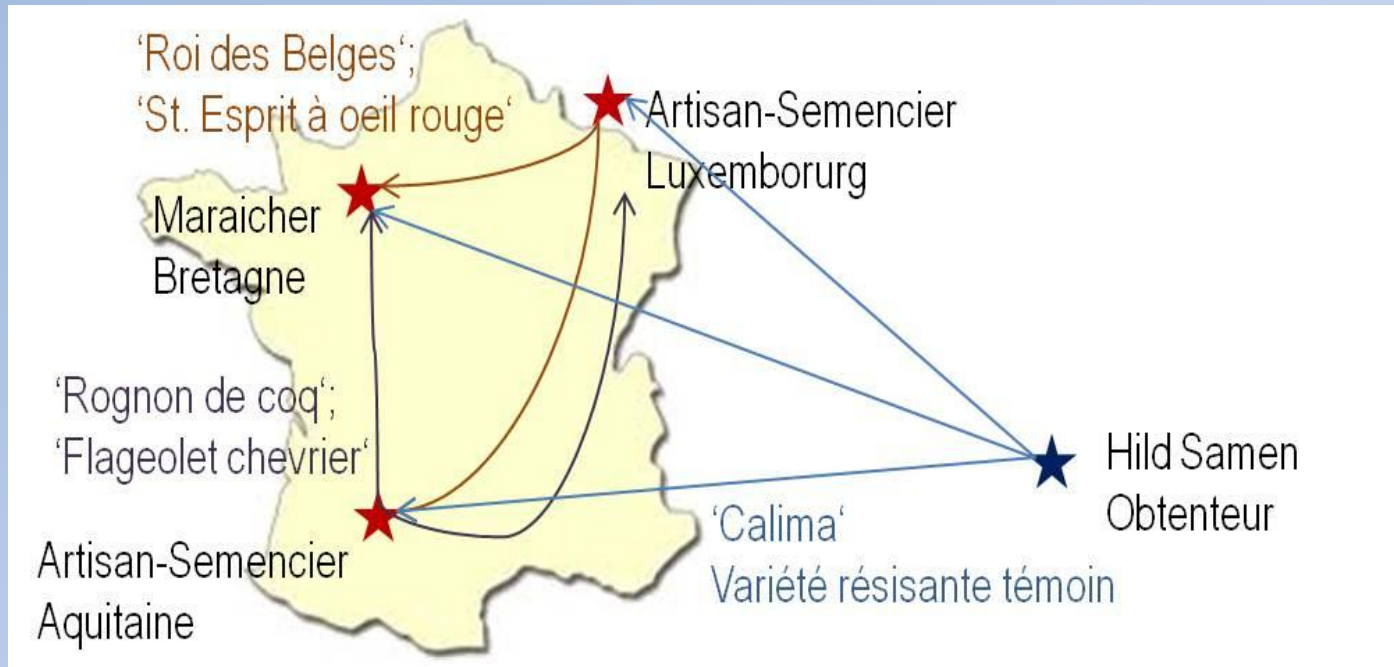 ‘Roi des Belges‘;
‘St. Esprit à oeil rouge‘
Artisan-Semencier
Luxemborurg
Maraicher
Bretagne
‘Rognon de coq‘;
‘Flageolet chevrier‘
Hild Samen
Obtenteur
‘Calima‘
Variété résisante témoin
Artisan-Semencier
Aquitaine